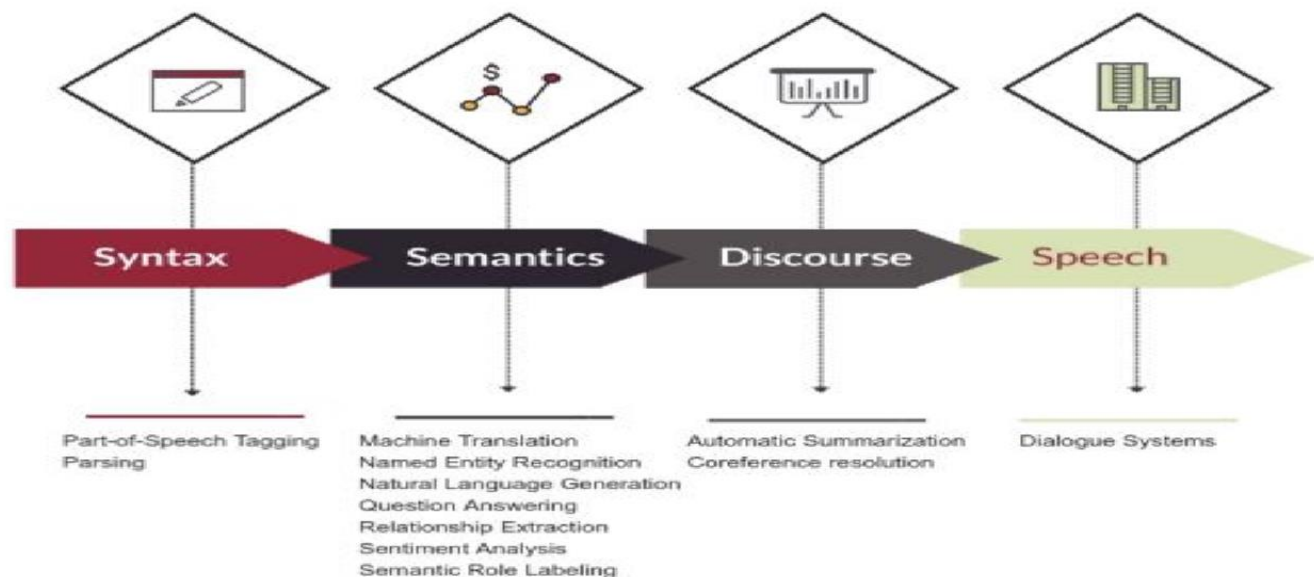 $
Syntax
Semantics
Discourse
Speech
Part-of-Speech Tagging
Parsing
Machine Translation
Named Entity Recognition
Natural Language Generation
Question Answering
Relationship Extraction
Sentiment Analysis
Semantic Role Labeling
Automatic Summarization
Coreference resolution
Dialogue Systems